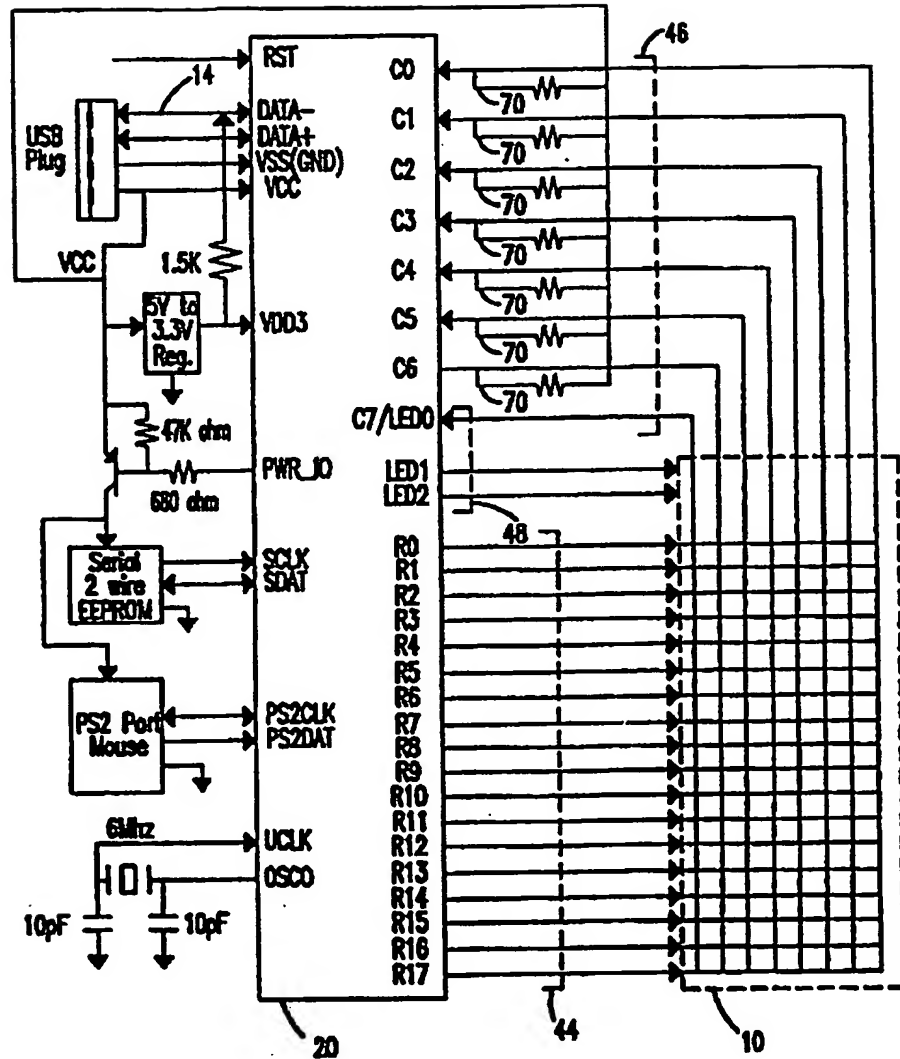 46
RST
C0
14
70
DATA-
C1
USB
Plug
DATA+
70
VSS(GND)
VCC
C2
70
C3
VCC
1.5K
70
C4
5V to
3.3V
Reg.
VDD3
70
C5
70
C6
47K ohm
70
C7/LED0
PWR_IO
LED1
680 ohm
LED2
48
Serial
2 wire
EEPROM
SCLK
SDAT
R0
R1
R2
R3
R4
R5
R6
PS2 Port
Mouse
PS2CLK
PS2DAT
R7
R8
R9
R10
6Mhz
UCLK
R11
R12
OSCO
R13
R14
10pF
10pF
R15
R16
R17
20
44
10